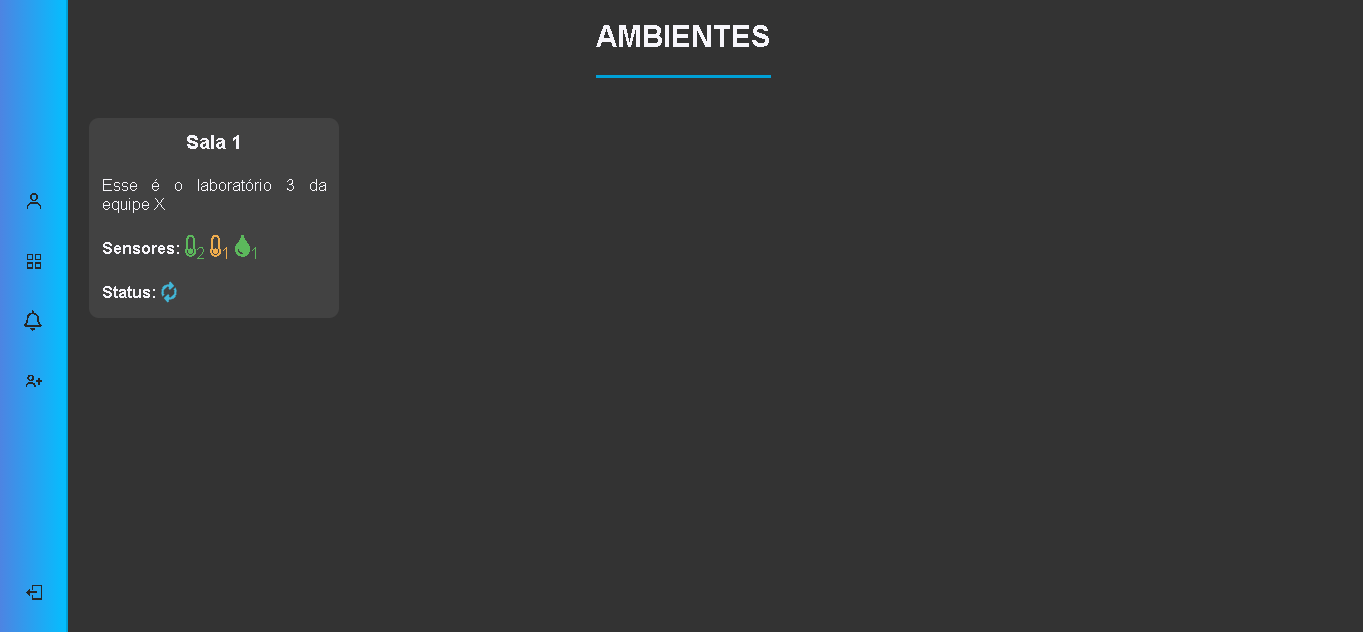 AMBIENTES
Sala 1
Esse é o laboratório 3 da
equipe X
Sensores: 2 1 1
Status: